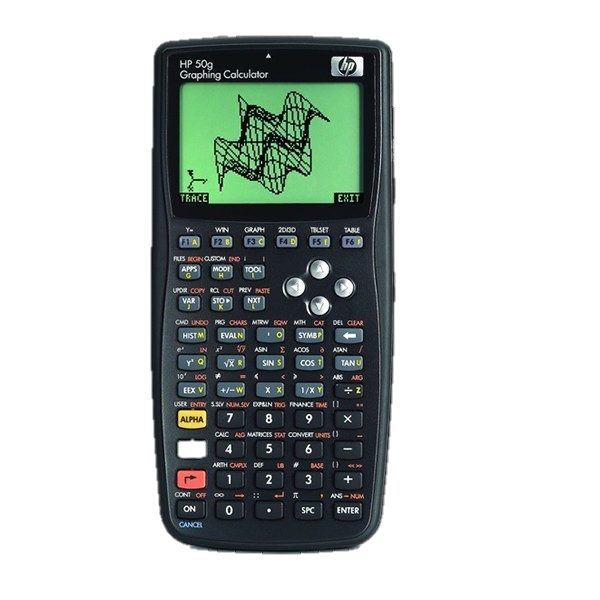 HP 50g
Graphing Calculator
hp
TRACE EXIT
Y= WIN GRAPH 2D/3D TBLSET TABLE
F1 A F2 B F3 C F4 D F5 E F6 F
FILES BEGIN CUSTOM END i I
APPS G MODE H TOOL I
UPDIR COPY RCL CUT PREV PASTE
VAR J STO▶ K NXT L
CMD UNDO PRG CHARS MTRW EQW MTH CAT DEL CLEAR
HIST M EVAL N ' O SYMB P
eˣ LN x² ASIN Σ ACOS ∂ ATAN ∫
Yˣ Q √X R SIN S COS T TAN U
10ˣ LOG ≠ = ≤ < ≥ > ABS ARG
EEX V +/− W X X 1/X Y ÷ Z
USER ENTRY S.SLV NUM.SLV EXP&LN TRIG FINANCE TIME [ ]
ALPHA 7 8 9 ×
CALC ALG MATRICES STAT CONVERT UNITS ( )
4 5 6 −
ARITH CMPLX DEF LIB # BASE { } « »
1 2 3 +
CONT OFF ∞ → : : ↵ π , ANS →NUM
ON 0 . SPC ENTER
CANCEL